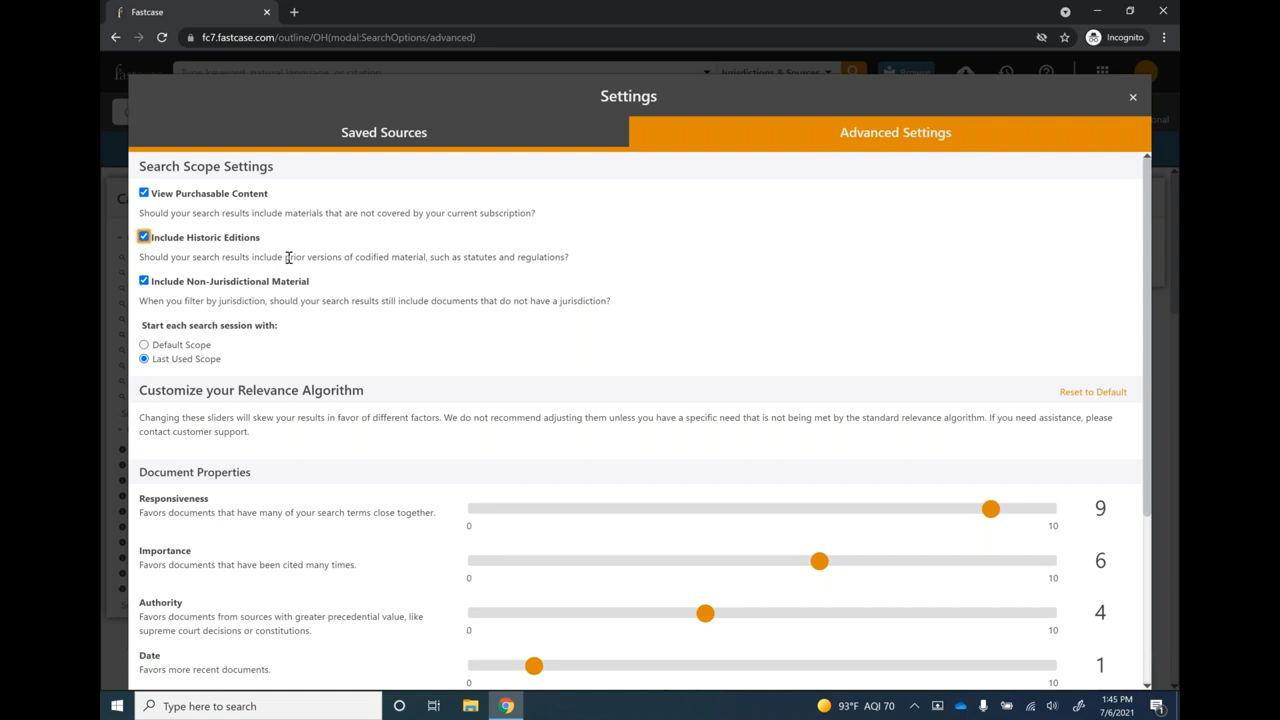 Fastcase
fc7.fastcase.com/outline/OH(modal:SearchOptions/advanced)
Incognito
Type keyword, natural language, or citation
Jurisdictions & Sources
Browse
Settings
Saved Sources
Advanced Settings
Search Scope Settings
View Purchasable Content
Should your search results include materials that are not covered by your current subscription?
Include Historic Editions
Should your search results include prior versions of codified material, such as statutes and regulations?
Include Non-Jurisdictional Material
When you filter by jurisdiction, should your search results still include documents that do not have a jurisdiction?
Start each search session with:
Default Scope
Last Used Scope
Customize your Relevance Algorithm
Reset to Default
Changing these sliders will skew your results in favor of different factors. We do not recommend adjusting them unless you have a specific need that is not being met by the standard relevance algorithm. If you need assistance, please
contact customer support.
Document Properties
Responsiveness
Favors documents that have many of your search terms close together.
0
10
9
Importance
Favors documents that have been cited many times.
0
10
6
Authority
Favors documents from sources with greater precedential value, like
supreme court decisions or constitutions.
0
10
4
Date
Favors more recent documents.
0
10
1
Type here to search
93°F AQI 70
1:45 PM
7/6/2021
1